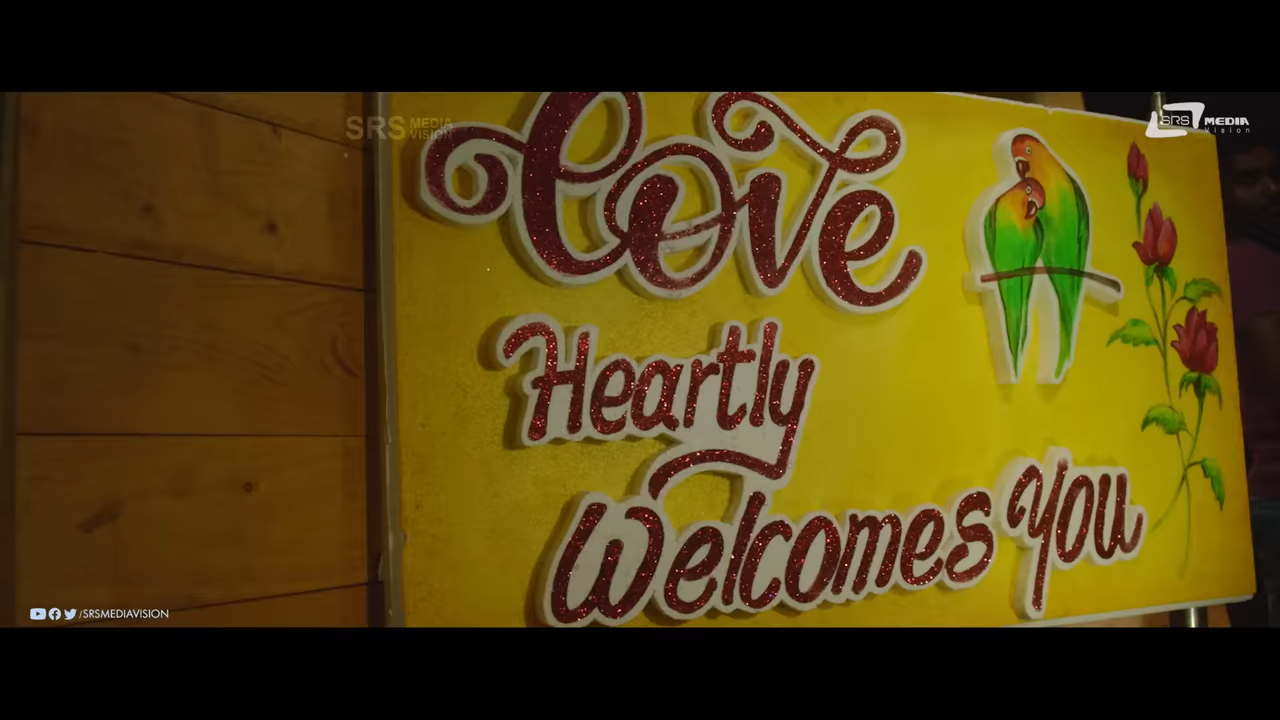 SRS MEDIA VISION
SRS MEDIA Vision
Love
Heartly
Welcomes You
/SRSMEDIAVISION